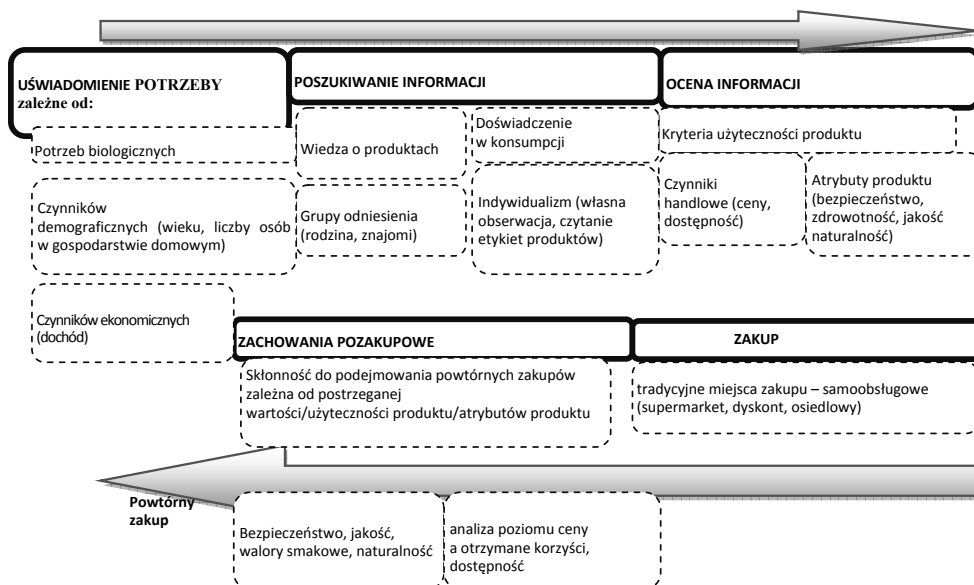 UŚWIADOMIENIE POTRZEBY
zależne od:
Potrzeb biologicznych
Czynników
demograficznych (wieku, liczby osób
w gospodarstwie domowym)
Czynników ekonomicznych
(dochód)
POSZUKIWANIE INFORMACJI
Wiedza o produktach
Doświadczenie
w konsumpcji
Grupy odniesienia
(rodzina, znajomi)
Indywidualizm (własna
obserwacja, czytanie
etykiet produktów)
OCENA INFORMACJI
Kryteria użyteczności produktu
Czynniki
handlowe (ceny,
dostępność)
Atrybuty produktu
(bezpieczeństwo,
zdrowotność, jakość
naturalność)
ZAKUP
tradycyjne miejsca zakupu – samoobsługowe
(supermarket, dyskont, osiedlowy)
ZACHOWANIA POZAKUPOWE
Skłonność do podejmowania powtórnych zakupów
zależna od postrzeganej
wartości/użyteczności produktu/atrybutów produktu
Powtórny
zakup
Bezpieczeństwo, jakość,
walory smakowe, naturalność
analiza poziomu ceny
a otrzymane korzyści,
dostępność